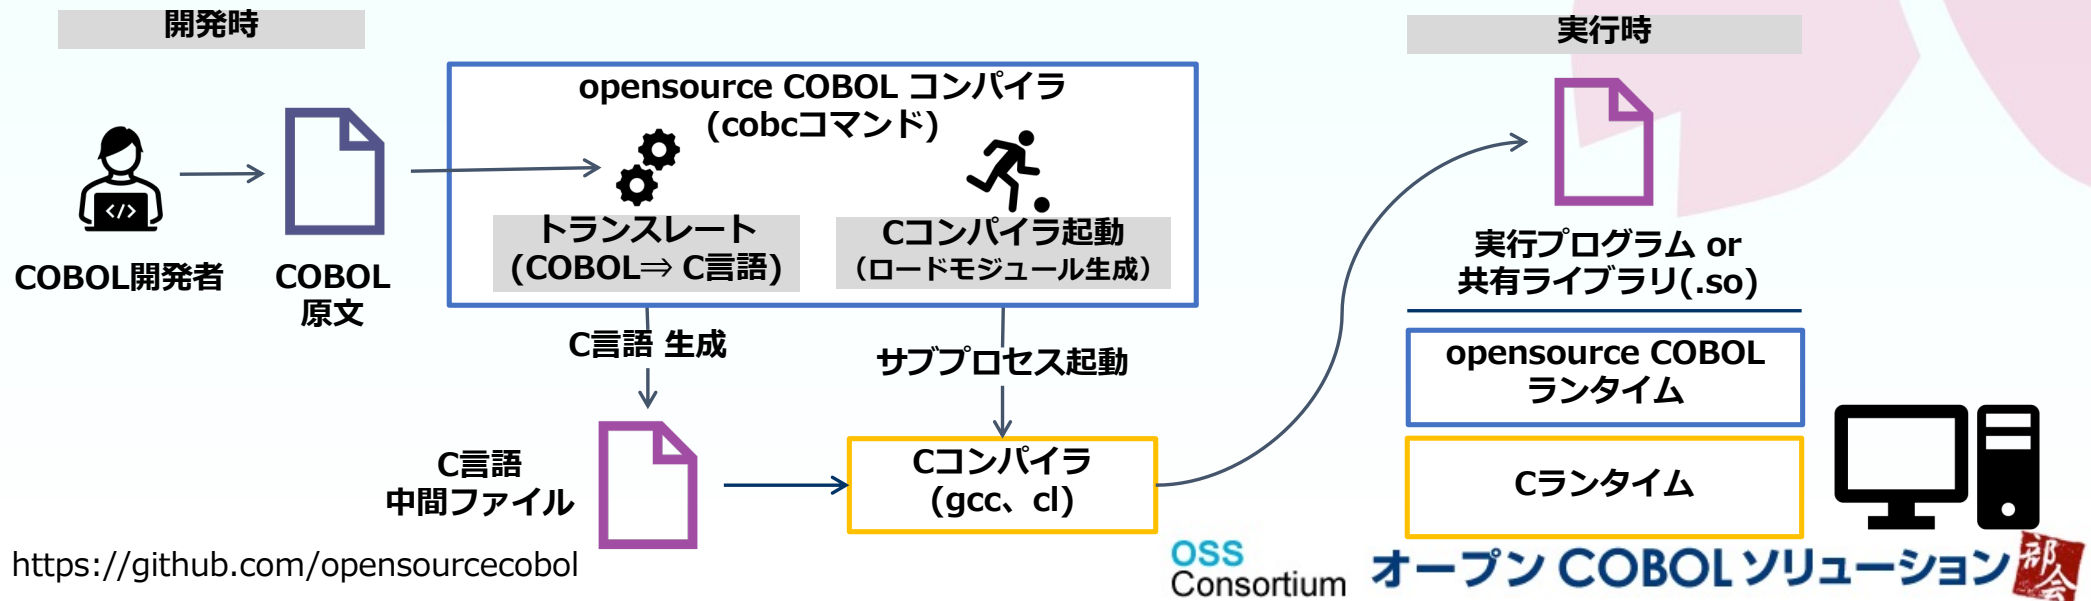 開発時
実行時
opensource COBOL コンパイラ
(cobcコマンド)
</>
トランスレート
(COBOL⇒ C言語)
Cコンパイラ起動
（ロードモジュール生成）
COBOL開発者
COBOL
原文
C言語 生成
サブプロセス起動
C言語
中間ファイル
Cコンパイラ
(gcc、cl)
実行プログラム or
共有ライブラリ(.so)
opensource COBOL
ランタイム
Cランタイム
https://github.com/opensourcecobol
OSS
Consortium
オープン COBOL ソリューション
部会